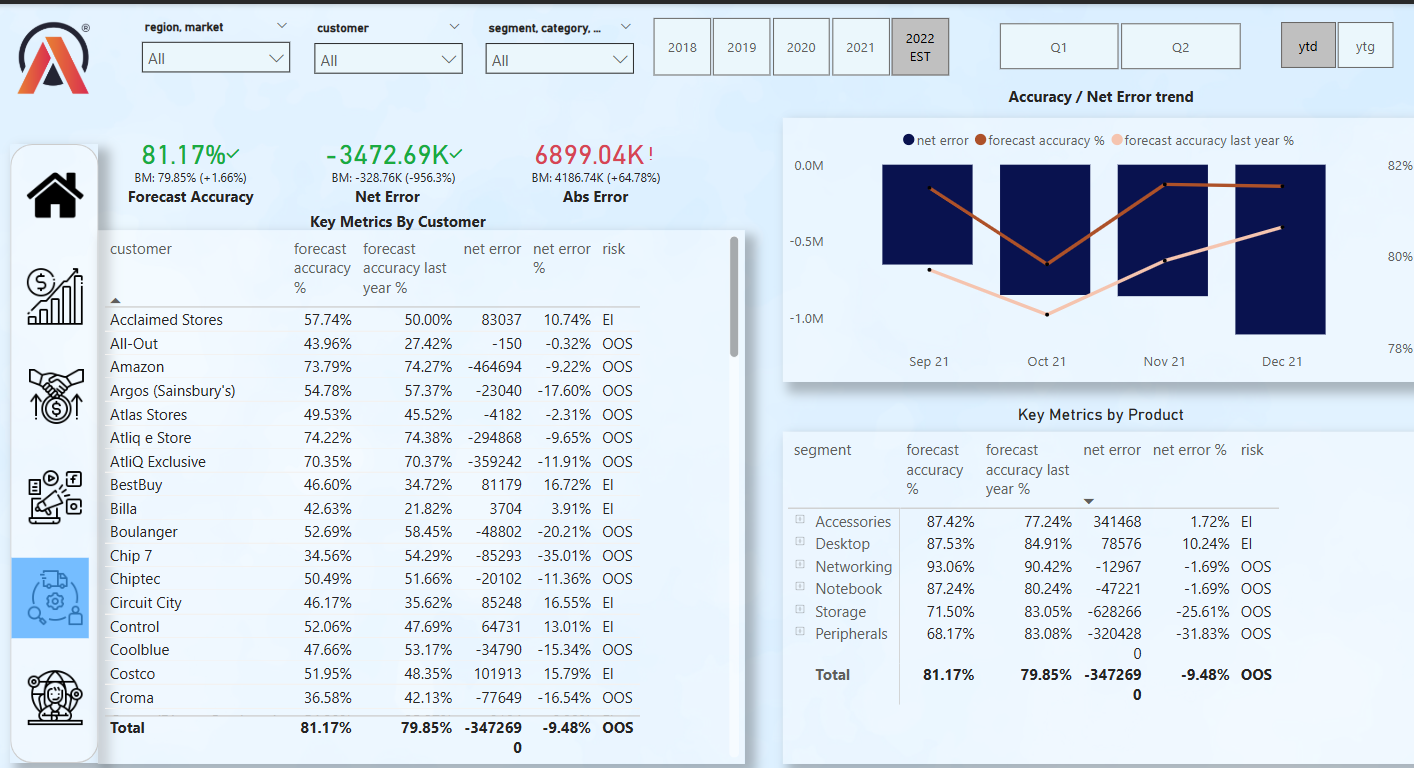 ®
region, market
customer
segment, category, ...
All
All
All
2018
2019
2020
2021
2022
EST
Q1
Q2
ytd
ytg
81.17%
BM: 79.85% (+1.66%)
Forecast Accuracy
-3472.69K
BM: -328.76K (-956.3%)
Net Error
6899.04K!
BM: 4186.74K (+64.78%)
Abs Error
Key Metrics By Customer
customer forecast accuracy % forecast accuracy last year % net error net error % risk
Acclaimed Stores 57.74% 50.00% 83037 10.74% EI
All-Out 43.96% 27.42% -150 -0.32% OOS
Amazon 73.79% 74.27% -464694 -9.22% OOS
Argos (Sainsbury's) 54.78% 57.37% -23040 -17.60% OOS
Atlas Stores 49.53% 45.52% -4182 -2.31% OOS
Atliq e Store 74.22% 74.38% -294868 -9.65% OOS
AtliQ Exclusive 70.35% 70.37% -359242 -11.91% OOS
BestBuy 46.60% 34.72% 81179 16.72% EI
Billa 42.63% 21.82% 3704 3.91% EI
Boulanger 52.69% 58.45% -48802 -20.21% OOS
Chip 7 34.56% 54.29% -85293 -35.01% OOS
Chiptec 50.49% 51.66% -20102 -11.36% OOS
Circuit City 46.17% 35.62% 85248 16.55% EI
Control 52.06% 47.69% 64731 13.01% EI
Coolblue 47.66% 53.17% -34790 -15.34% OOS
Costco 51.95% 48.35% 101913 15.79% EI
Croma 36.58% 42.13% -77649 -16.54% OOS
Total 81.17% 79.85% -347269 -9.48% OOS
0
Accuracy / Net Error trend
net error forecast accuracy % forecast accuracy last year %
0.0M
-0.5M
-1.0M
82%
80%
78%
Sep 21 Oct 21 Nov 21 Dec 21
Key Metrics by Product
segment forecast accuracy % forecast accuracy last year % net error net error % risk
Accessories 87.42% 77.24% 341468 1.72% EI
Desktop 87.53% 84.91% 78576 10.24% EI
Networking 93.06% 90.42% -12967 -1.69% OOS
Notebook 87.24% 80.24% -47221 -1.69% OOS
Storage 71.50% 83.05% -628266 -25.61% OOS
Peripherals 68.17% 83.08% -320428 -31.83% OOS
0
Total 81.17% 79.85% -347269 -9.48% OOS
0